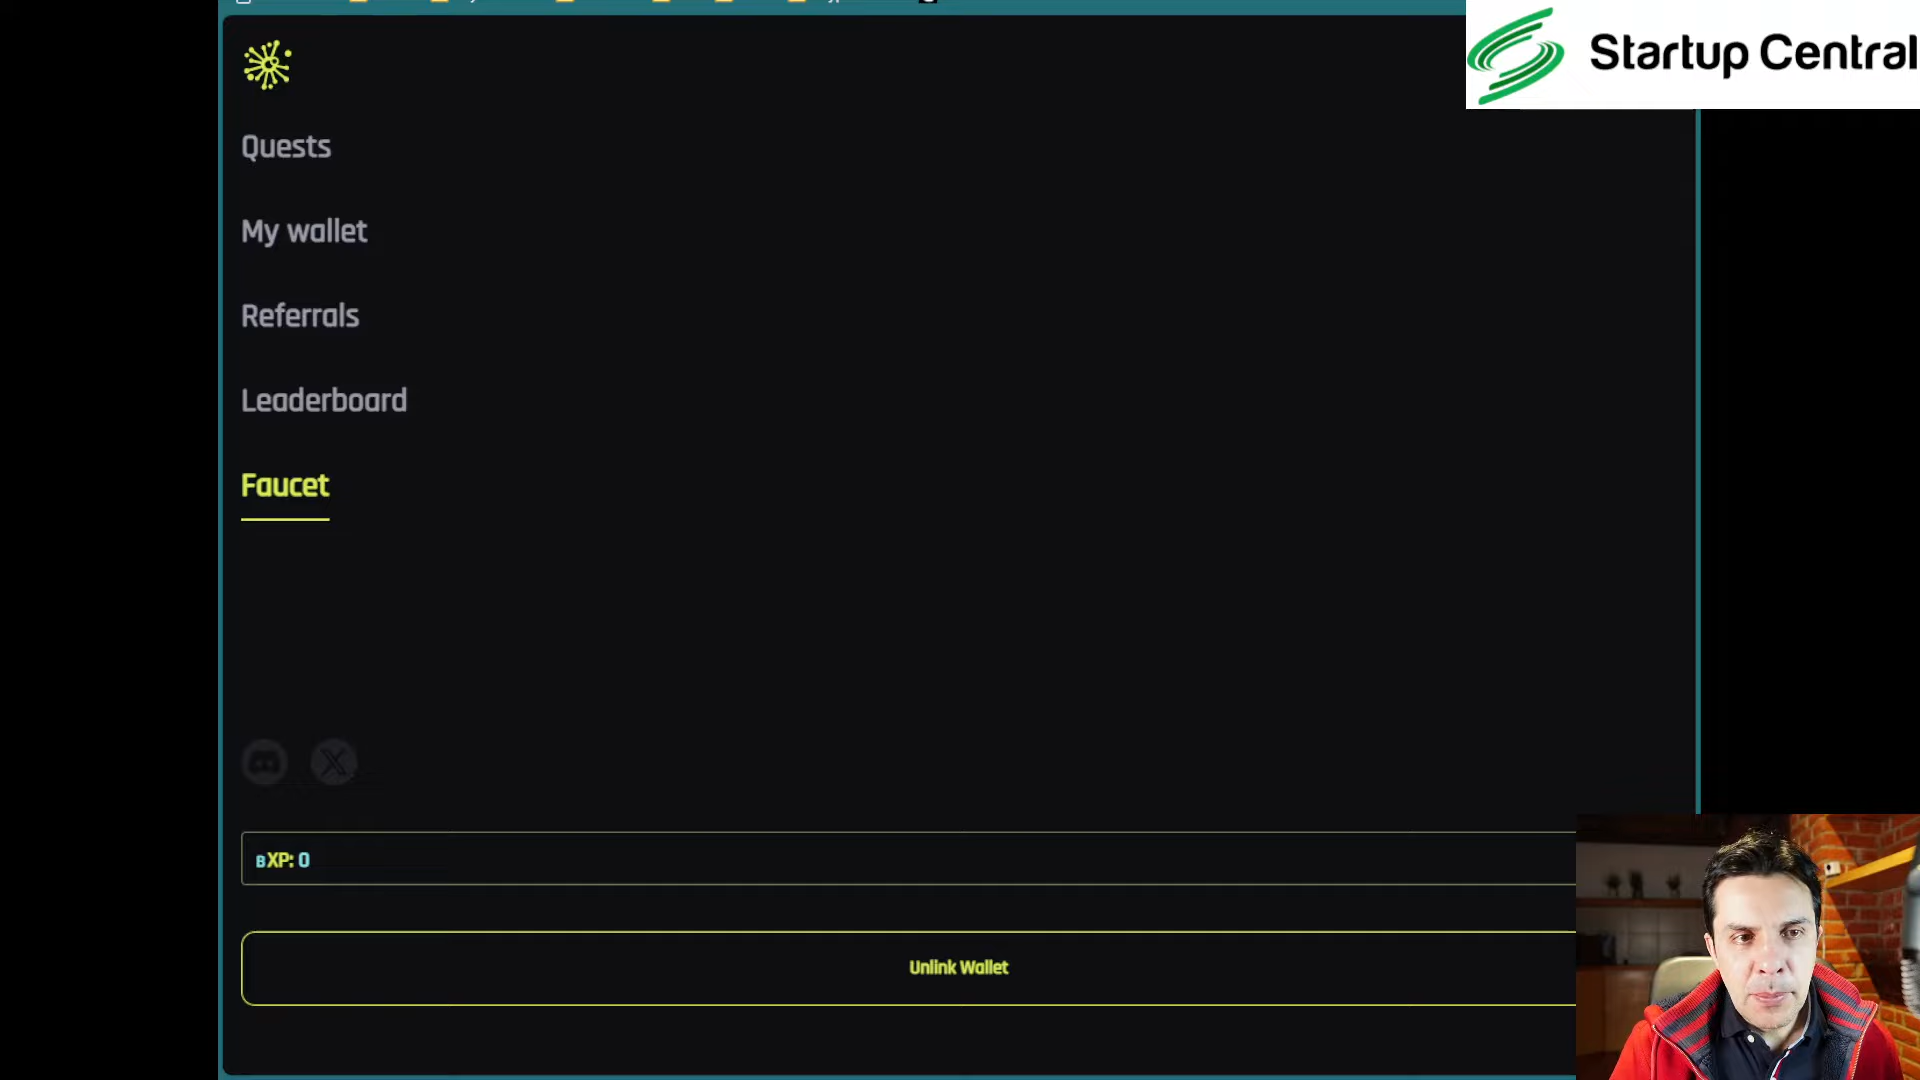 Startup Central
Quests
My wallet
Referrals
Leaderboard
Faucet
BXP: 0
Unlink Wallet